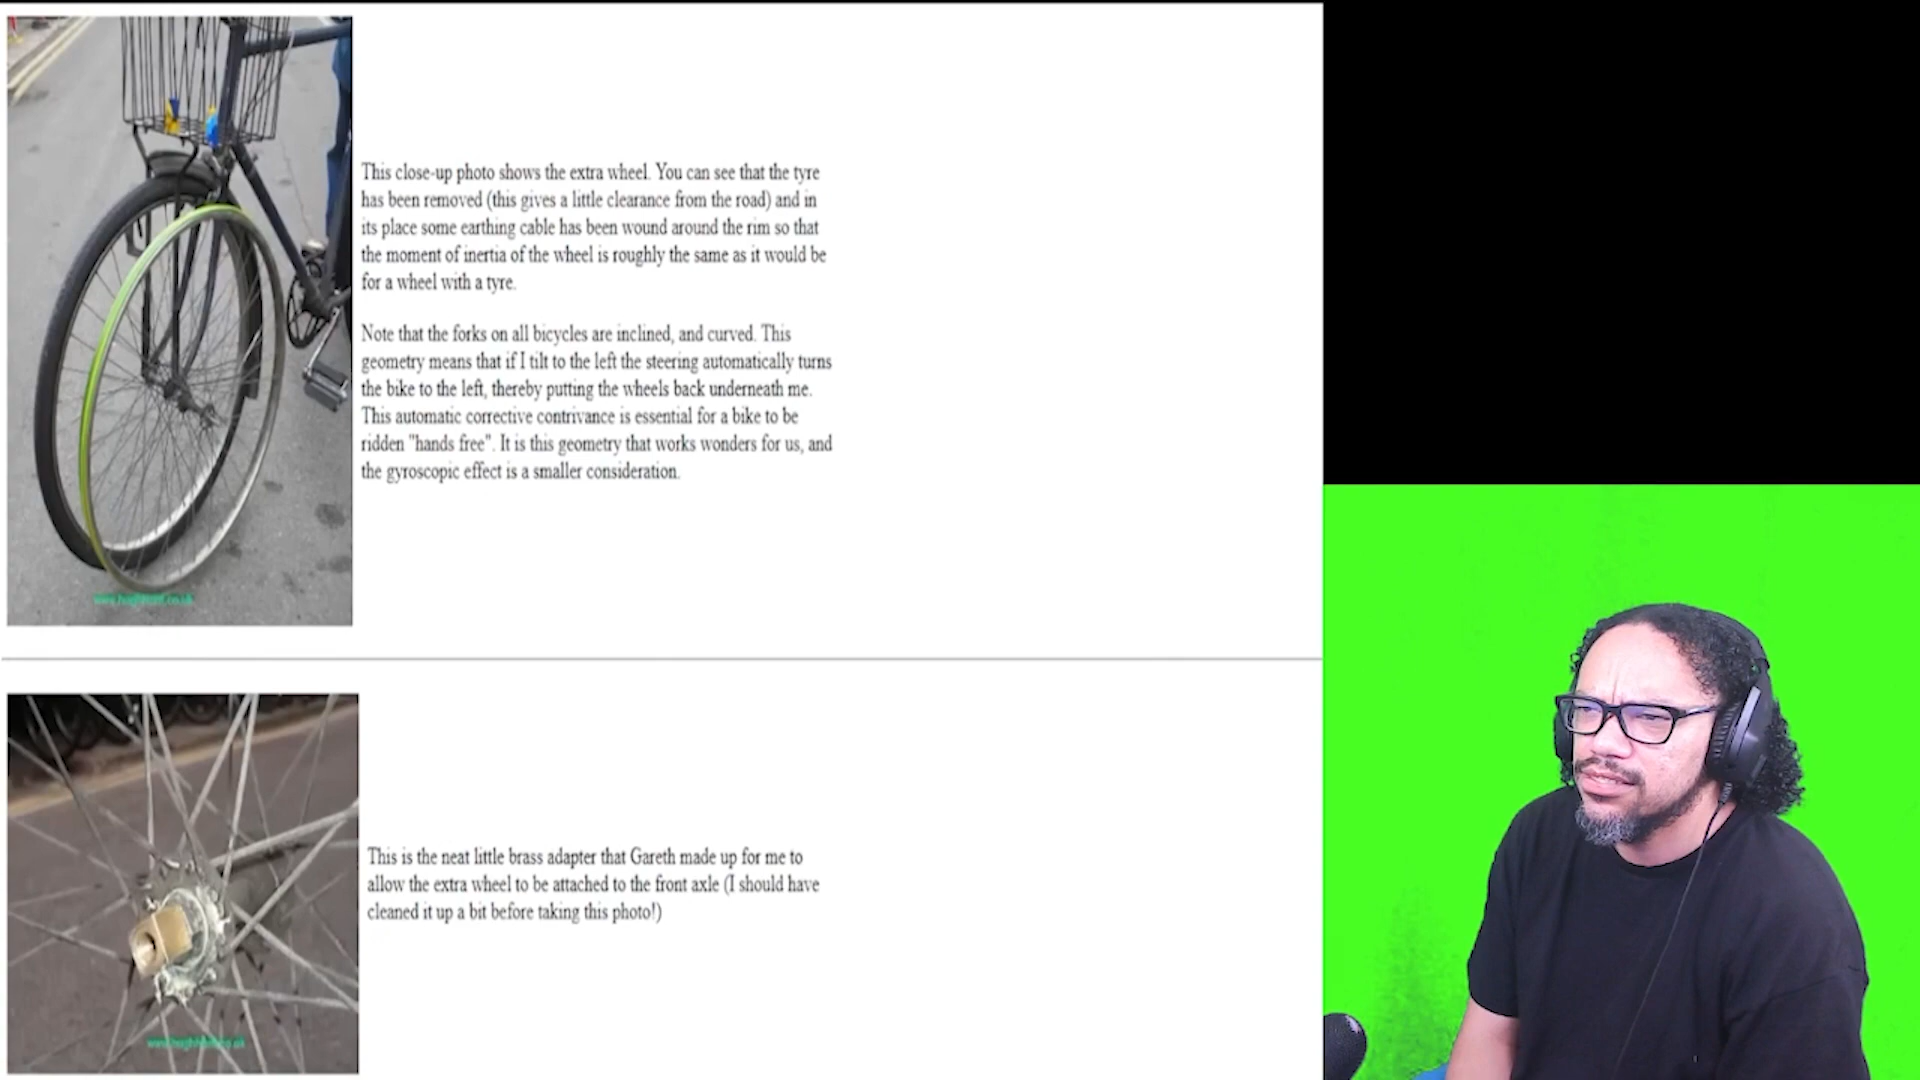 This close-up photo shows the extra wheel. You can see that the tyre
has been removed (this gives a little clearance from the road) and in
its place some earthing cable has been wound around the rim so that
the moment of inertia of the wheel is roughly the same as it would be
for a wheel with a tyre.
Note that the forks on all bicycles are inclined, and curved. This
geometry means that if I tilt to the left the steering automatically turns
the bike to the left, thereby putting the wheels back underneath me.
This automatic corrective contrivance is essential for a bike to be
ridden "hands free". It is this geometry that works wonders for us, and
the gyroscopic effect is a smaller consideration.
This is the neat little brass adapter that Gareth made up for me to
allow the extra wheel to be attached to the front axle (I should have
cleaned it up a bit before taking this photo!)